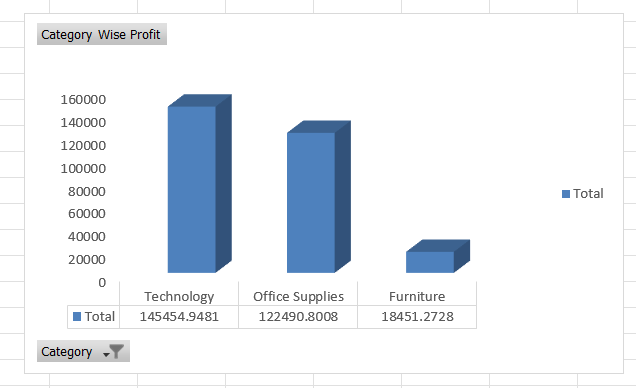 Category Wise Profit
160000
140000
120000
100000
80000
60000
40000
20000
0
Total
Technology Office Supplies Furniture
Total 145454.9481 122490.8008 18451.2728
Category